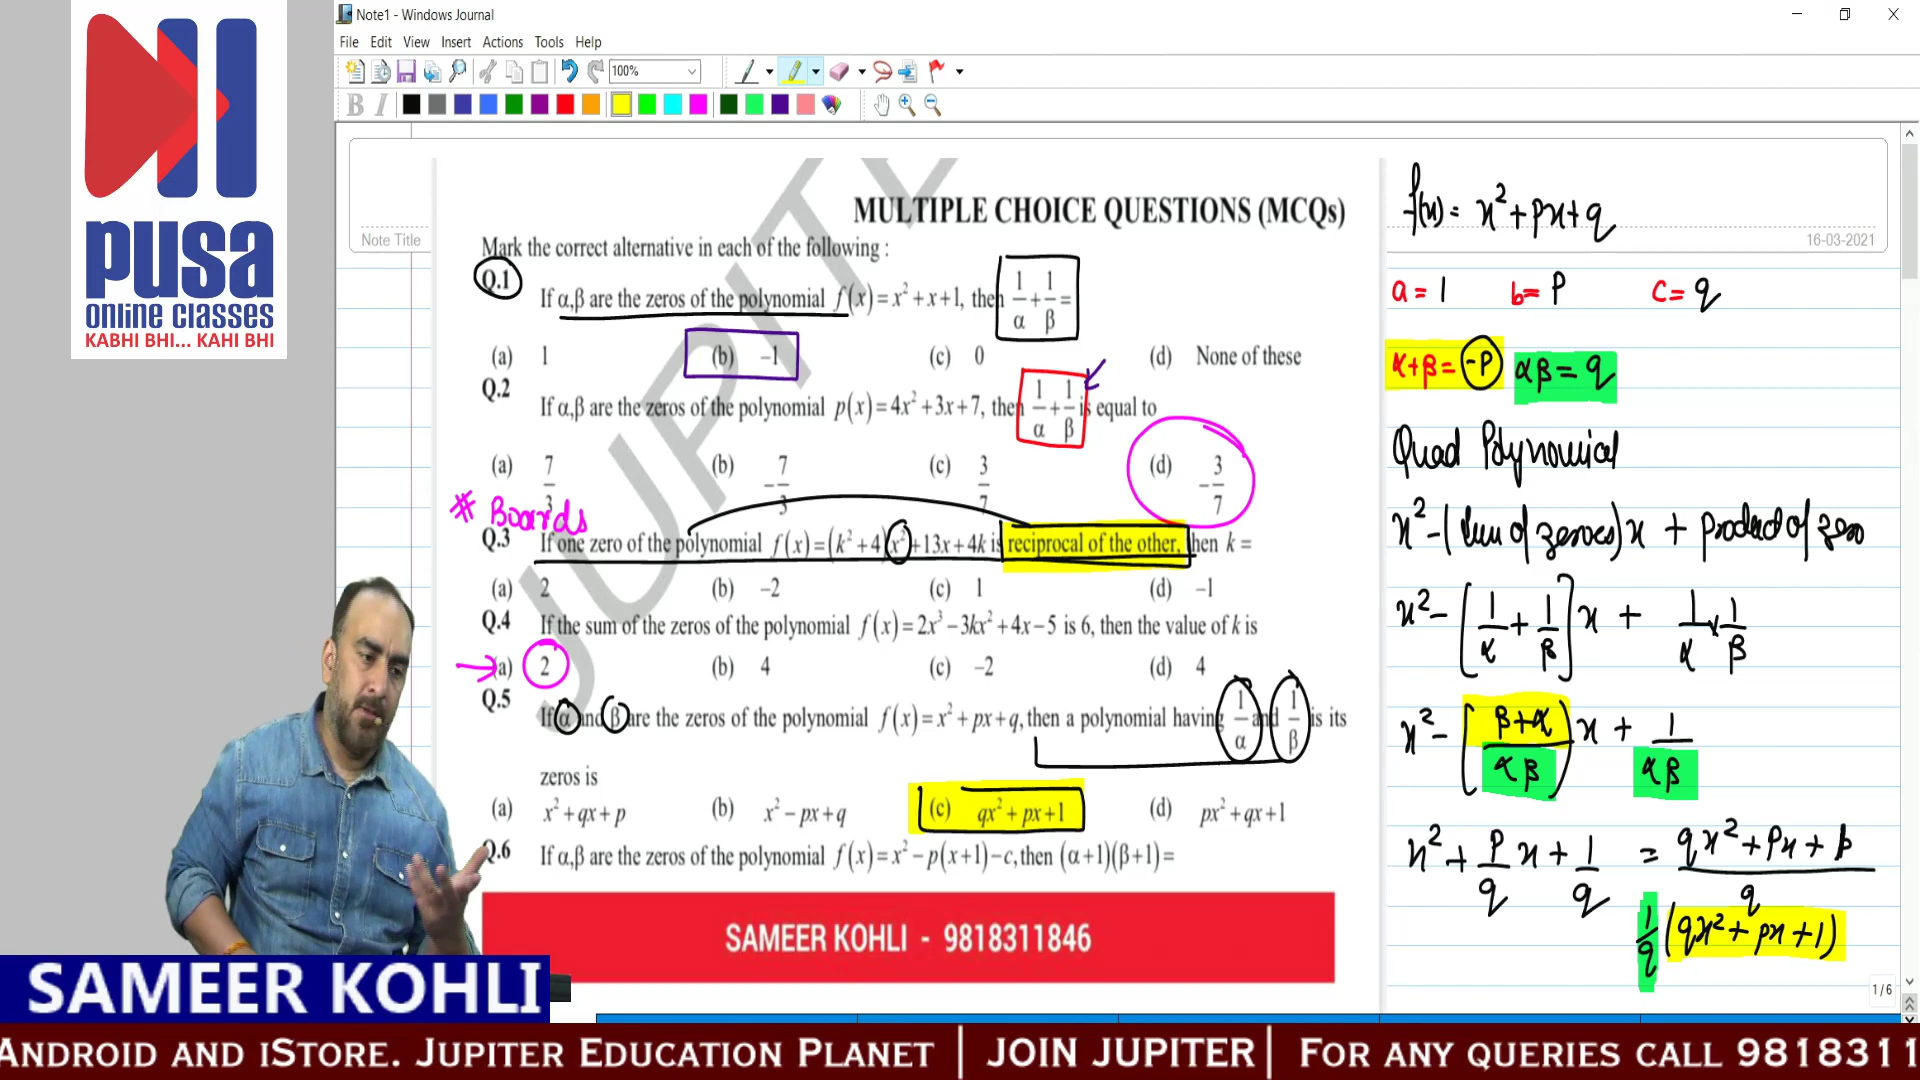 Note1 - Windows Journal
File Edit View Insert Actions Tools Help
100%
B I
pusa
online classes
KABHI BHI... KAHI BHI
Note Title
16-03-2021
JUPITE
MULTIPLE CHOICE QUESTIONS (MCQs)
Mark the correct alternative in each of the following :
Q.1 If α,β are the zeros of the polynomial f(x)=x²+x+1, then 1/α+1/β=
(a) 1 (b) –1 (c) 0 (d) None of these
Q.2 If α,β are the zeros of the polynomial p(x)=4x²+3x+7, then 1/α+1/β is equal to
(a) 7/3 (b) –7/3 (c) 3/7 (d) –3/7
# Boards
Q.3 If one zero of the polynomial f(x)=(k²+4)x²+13x+4k is reciprocal of the other, then k=
(a) 2 (b) –2 (c) 1 (d) –1
Q.4 If the sum of the zeros of the polynomial f(x)=2x³–3kx²+4x–5 is 6, then the value of k is
(a) 2 (b) 4 (c) –2 (d) 4
Q.5 If α and β are the zeros of the polynomial f(x)=x²+px+q, then a polynomial having 1/α and 1/β is its
zeros is
(a) x²+qx+p (b) x²–px+q (c) qx²+px+1 (d) px²+qx+1
Q.6 If α,β are the zeros of the polynomial f(x)=x²–p(x+1)–c, then (α+1)(β+1)=
SAMEER KOHLI - 9818311846
f(x) = x²+px+q
a = 1 b = p c = q
α+β = -p αβ = q
Quad Polynomial
x² - (sum of zeroes)x + product of zero
x² - [1/α + 1/β]x + 1/α × 1/β
x² - (β+α/αβ)x + 1/αβ
x² + p/q x + 1/q = qx²+px+1/q
1/q (qx²+px+1)
1/6
SAMEER KOHLI
ANDROID AND ISTORE. JUPITER EDUCATION PLANET | JOIN JUPITER | FOR ANY QUERIES CALL 9818311